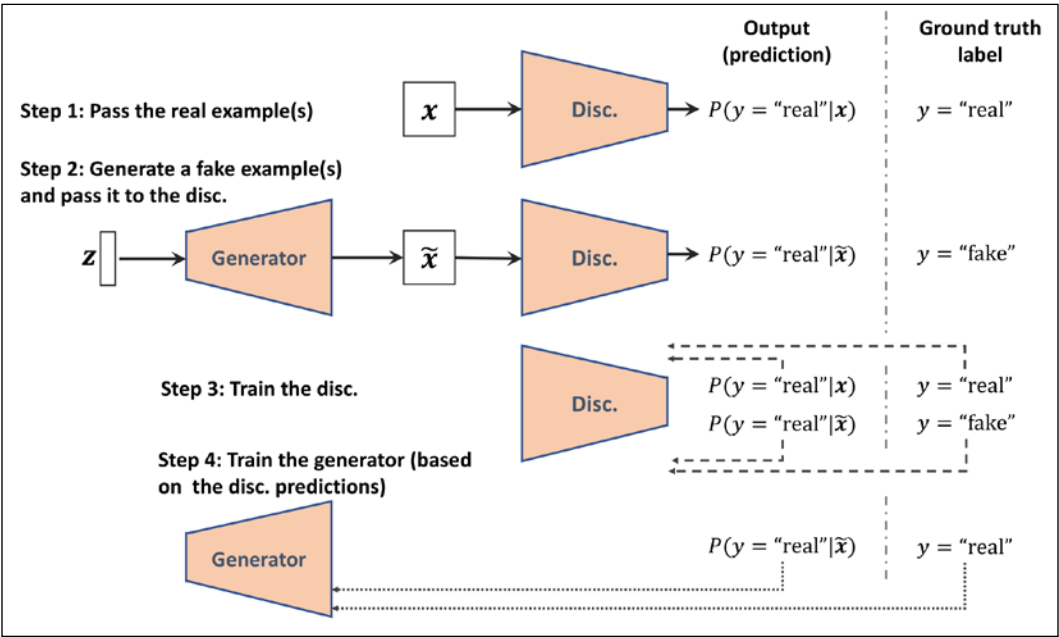 Output
(prediction)
Ground truth
label
Step 1: Pass the real example(s)
x
Disc.
P(y = “real”|x)
y = “real”
Step 2: Generate a fake example(s)
and pass it to the disc.
z
Generator
x̃
Disc.
P(y = “real”|x̃)
y = “fake”
Step 3: Train the disc.
Disc.
P(y = “real”|x)
y = “real”
P(y = “real”|x̃)
y = “fake”
Step 4: Train the generator (based
on the disc. predictions)
Generator
P(y = “real”|x̃)
y = “real”